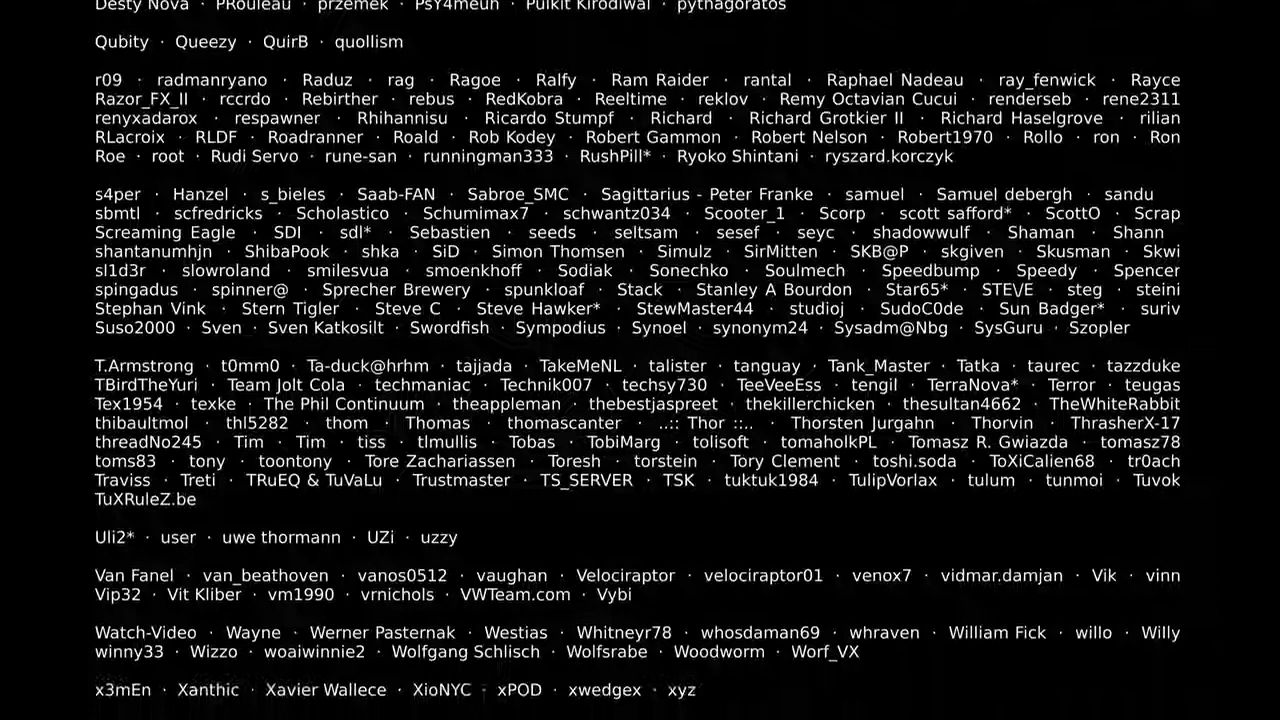 Desty Nova · PRouleau · przemek · PsY4meuh · Pulkit Kirodiwal · pythagoratos
Qubity · Queezy · QuirB · quollism
r09 · radmanryano · Raduz · rag · Ragoe · Ralfy · Ram Raider · rantal · Raphael Nadeau · ray_fenwick · Rayce
Razor_FX_II · rccrdo · Rebirther · rebus · RedKobra · Reeltime · reklov · Remy Octavian Cucui · renderseb · rene2311
renyxadarox · respawner · Rhihannisu · Ricardo Stumpf · Richard · Richard Grotkier II · Richard Haselgrove · rilian
RLacroix · RLDF · Roadranner · Roald · Rob Kodey · Robert Gammon · Robert Nelson · Robert1970 · Rollo · ron · Ron
Roe · root · Rudi Servo · rune-san · runningman333 · RushPill* · Ryoko Shintani · ryszard.korczyk
s4per · Hanzel · s_bieles · Saab-FAN · Sabroe_SMC · Sagittarius - Peter Franke · samuel · Samuel debergh · sandu
sbmtl · scfredricks · Scholastico · Schumimax7 · schwantz034 · Scooter_1 · Scorp · scott safford* · ScottO · Scrap
Screaming Eagle · SDI · sdl* · Sebastien · seeds · seltsam · sesef · seyc · shadowwulf · Shaman · Shann
shantanumhjn · ShibaPook · shka · SiD · Simon Thomsen · Simulz · SirMitten · SKB@P · skgiven · Skusman · Skwi
sl1d3r · slowroland · smilesvua · smoenkhoff · Sodiak · Sonechko · Soulmech · Speedbump · Speedy · Spencer
spingadus · spinner@ · Sprecher Brewery · spunkloaf · Stack · Stanley A Bourdon · Star65* · STE\/E · steg · steini
Stephan Vink · Stern Tigler · Steve C · Steve Hawker* · StewMaster44 · studioj · SudoC0de · Sun Badger* · suriv
Suso2000 · Sven · Sven Katkosilt · Swordfish · Sympodius · Synoel · synonym24 · Sysadm@Nbg · SysGuru · Szopler
T.Armstrong · t0mm0 · Ta-duck@hrhm · tajjada · TakeMeNL · talister · tanguay · Tank_Master · Tatka · taurec · tazzduke
TBirdTheYuri · Team Jolt Cola · techmaniac · Technik007 · techsy730 · TeeVeeEss · tengil · TerraNova* · Terror · teugas
Tex1954 · texke · The Phil Continuum · theappleman · thebestjaspreet · thekillerchicken · thesultan4662 · TheWhiteRabbit
thibaultmol · thl5282 · thom · Thomas · thomascanter · ..:: Thor ::.. · Thorsten Jurgahn · Thorvin · ThrasherX-17
threadNo245 · Tim · Tim · tiss · tlmullis · Tobas · TobiMarg · tolisoft · tomaholkPL · Tomasz R. Gwiazda · tomasz78
toms83 · tony · toontony · Tore Zachariassen · Toresh · torstein · Tory Clement · toshi.soda · ToXiCalien68 · tr0ach
Traviss · Treti · TRuEQ & TuVaLu · Trustmaster · TS_SERVER · TSK · tuktuk1984 · TulipVorlax · tulum · tunmoi · Tuvok
TuXRuleZ.be
Uli2* · user · uwe thormann · UZi · uzzy
Van Fanel · van_beathoven · vanos0512 · vaughan · Velociraptor · velociraptor01 · venox7 · vidmar.damjan · Vik · vinn
Vip32 · Vit Kliber · vm1990 · vrnichols · VWTeam.com · Vybi
Watch-Video · Wayne · Werner Pasternak · Westias · Whitneyr78 · whosdaman69 · whraven · William Fick · willo · Willy
winny33 · Wizzo · woaiwinnie2 · Wolfgang Schlisch · Wolfsrabe · Woodworm · Worf_VX
x3mEn · Xanthic · Xavier Wallece · XioNYC · xPOD · xwedgex · xyz